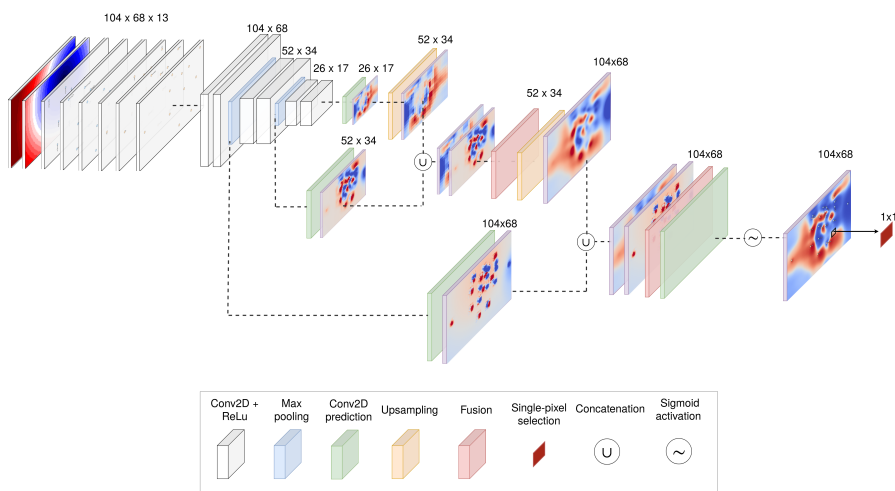 104 x 68 x 13
104 x 68
52 x 34
26 x 17
26 x 17
52 x 34
104x68
52 x 34
52 x 34
∪
104x68
104x68
104x68
1x1
∪
~
Conv2D +
ReLu
Max
pooling
Conv2D
prediction
Upsampling
Fusion
Single-pixel
selection
Concatenation
∪
Sigmoid
activation
~